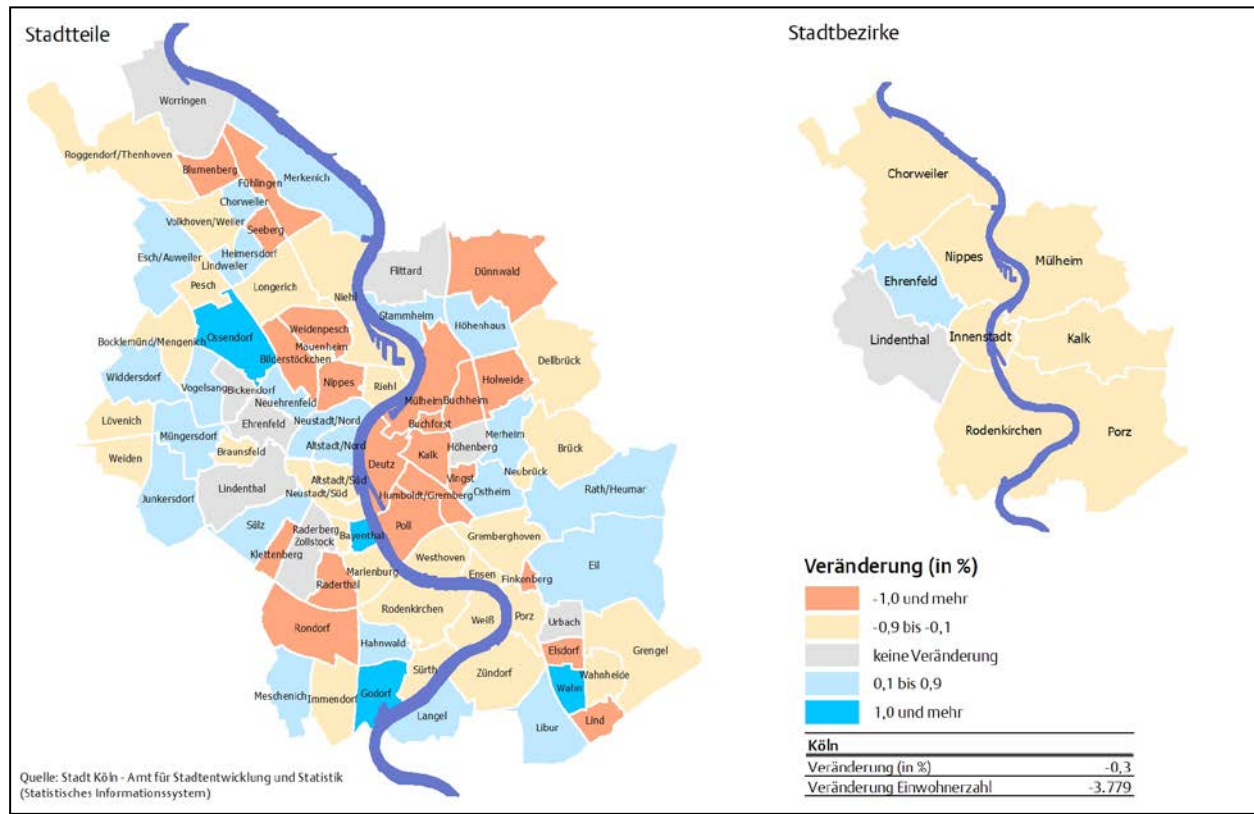 Stadtteile
Stadtbezirke
Worringen
Roggendorf/Thenhoven
Blumenberg
Fühlingen
Merkenich
Chorweiler
Volkhoven/Weiler
Seeberg
Heimersdorf
Esch/Auweiler
Lindweiler
Pesch
Longerich
Niehl
Flittard
Dünnwald
Stammheim
Höhenhaus
Ossendorf
Weidenpesch
Mauenheim
Bocklemünd/Mengenich
Bilderstöckchen
Dellbrück
Widdersdorf
Vogelsang
Bickendorf
Nippes
Riehl
Holweide
Neuehrenfeld
Mülheim
Buchheim
Lövenich
Ehrenfeld
Neustadt/Nord
Buchforst
Müngersdorf
Altstadt/Nord
Höhenberg
Merheim
Weiden
Braunsfeld
Deutz
Kalk
Brück
Neubrück
Junkersdorf
Lindenthal
Altstadt/Süd
Neustadt/Süd
Vingst
Ostheim
Humboldt/Gremberg
Rath/Heumar
Sülz
Raderberg
Zollstock
Bayenthal
Poll
Klettenberg
Gremberghoven
Westhoven
Raderthal
Marienburg
Ensen
Finkenberg
Eil
Rodenkirchen
Weiß
Porz
Urbach
Rondorf
Hahnwald
Elsdorf
Grengel
Sürth
Zündorf
Wahnheide
Meschenich
Immendorf
Godorf
Wahn
Langel
Libur
Lind
Quelle: Stadt Köln - Amt für Stadtentwicklung und Statistik
(Statistisches Informationssystem)
Chorweiler
Nippes
Mülheim
Ehrenfeld
Lindenthal
Innenstadt
Kalk
Rodenkirchen
Porz
Veränderung (in %)
-1,0 und mehr
-0,9 bis -0,1
keine Veränderung
0,1 bis 0,9
1,0 und mehr
Köln
Veränderung (in %) -0,3
Veränderung Einwohnerzahl -3.779